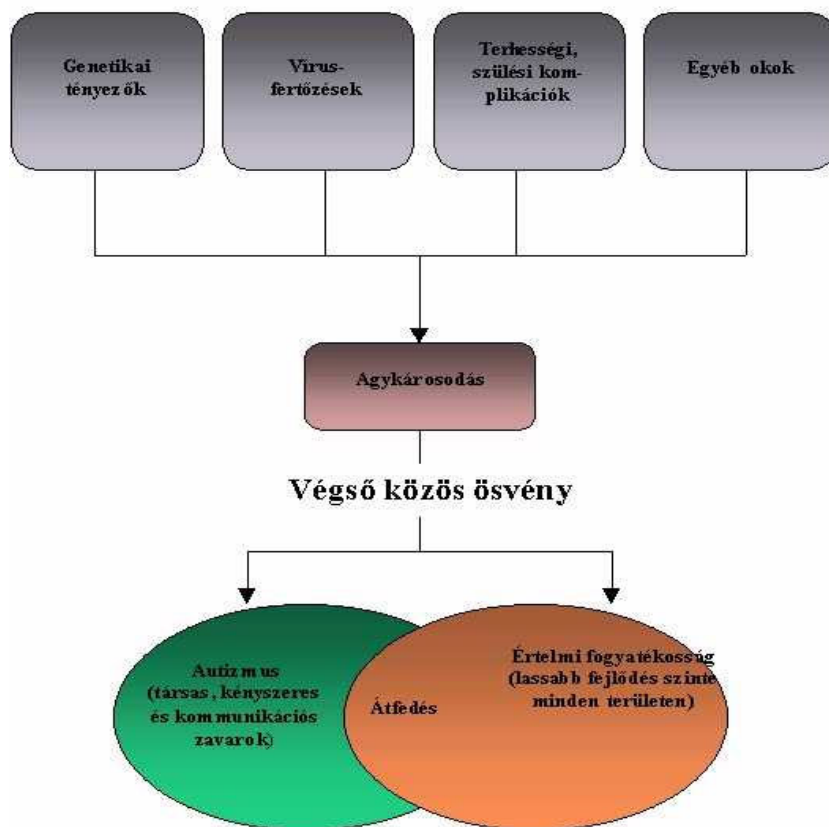 Genetikai
tényezők
Vírus-
fertőzések
Terhességi,
szülési kom-
plikációk
Egyéb okok
Agykárosodás
Végső közös ösvény
Autizmus
(társas, kényszeres
és kommunikációs
zavarok)
Átfedés
Értelmi fogyatékosság
(lassabb fejlődés szinte
minden területen)